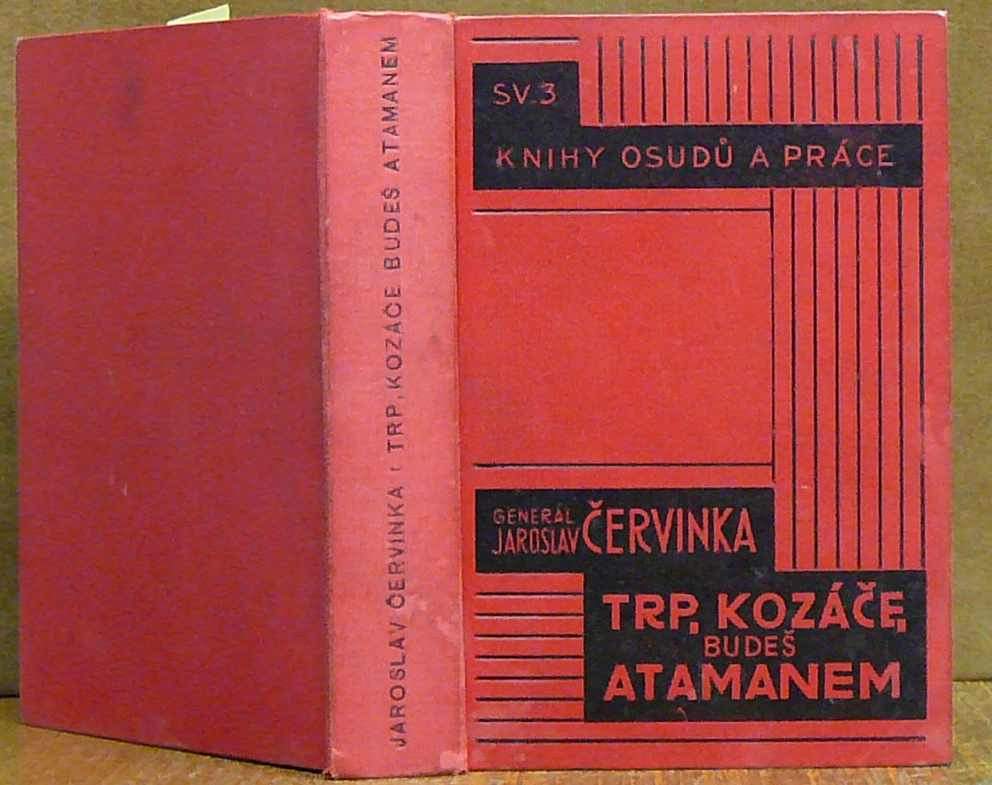 JAROSLAV ČERVINKA : TRP, KOZÁČE BUDEŠ ATAMANEM
SV. 3
KNIHY OSUDŮ A PRÁCE
GENERÁL
JAROSLAV ČERVINKA
TRP, KOZÁČE,
BUDEŠ
ATAMANEM